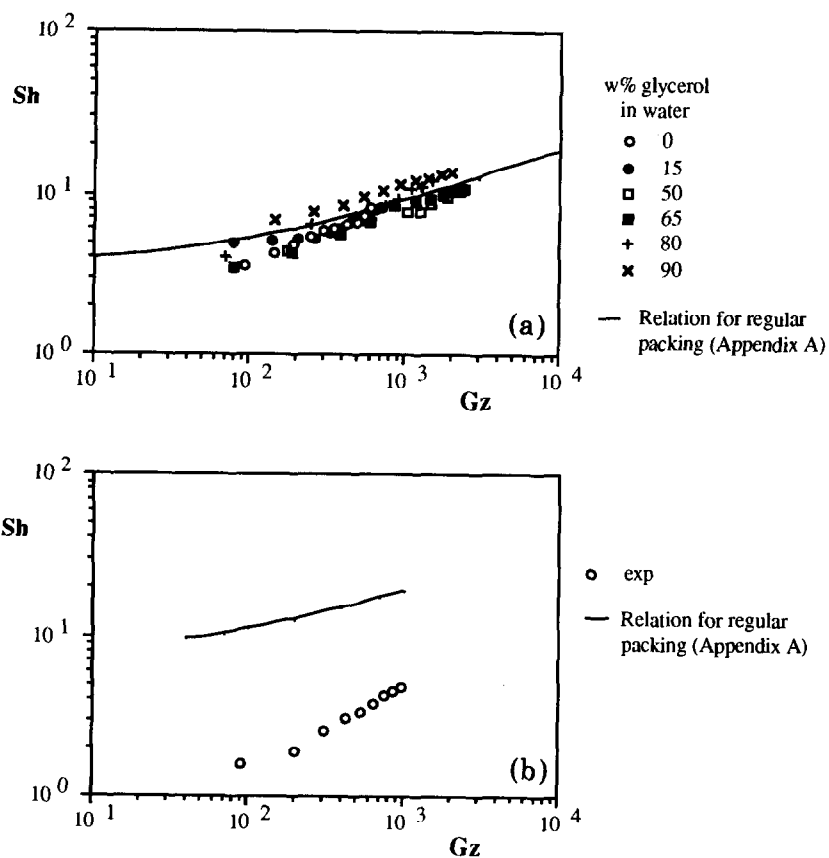 10 2
Sh
10 1
10 0
(a)
10 1
10 2
10 3
10 4
Gz
w% glycerol
in water
0
15
50
65
80
90
Relation for regular
packing (Appendix A)
10 2
Sh
10 1
10 0
(b)
10 1
10 2
10 3
10 4
Gz
exp
Relation for regular
packing (Appendix A)